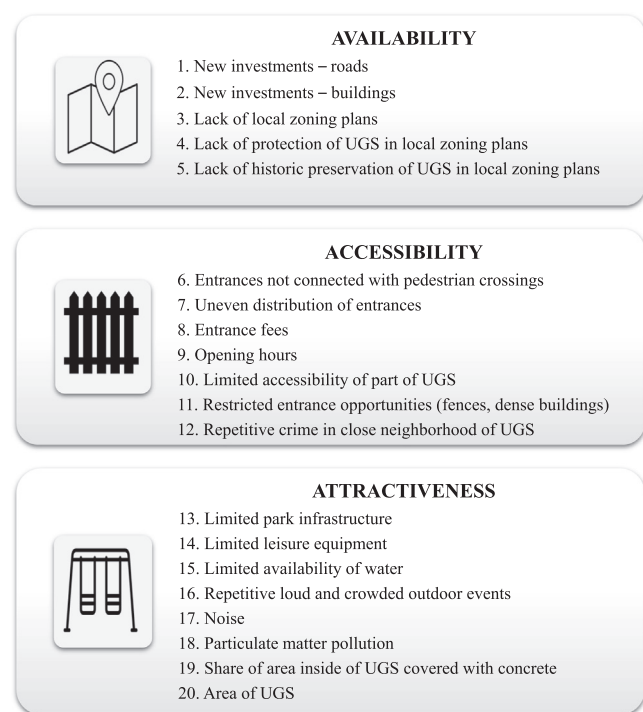 AVAILABILITY
1. New investments – roads
2. New investments – buildings
3. Lack of local zoning plans
4. Lack of protection of UGS in local zoning plans
5. Lack of historic preservation of UGS in local zoning plans
ACCESSIBILITY
6. Entrances not connected with pedestrian crossings
7. Uneven distribution of entrances
8. Entrance fees
9. Opening hours
10. Limited accessibility of part of UGS
11. Restricted entrance opportunities (fences, dense buildings)
12. Repetitive crime in close neighborhood of UGS
ATTRACTIVENESS
13. Limited park infrastructure
14. Limited leisure equipment
15. Limited availability of water
16. Repetitive loud and crowded outdoor events
17. Noise
18. Particulate matter pollution
19. Share of area inside of UGS covered with concrete
20. Area of UGS